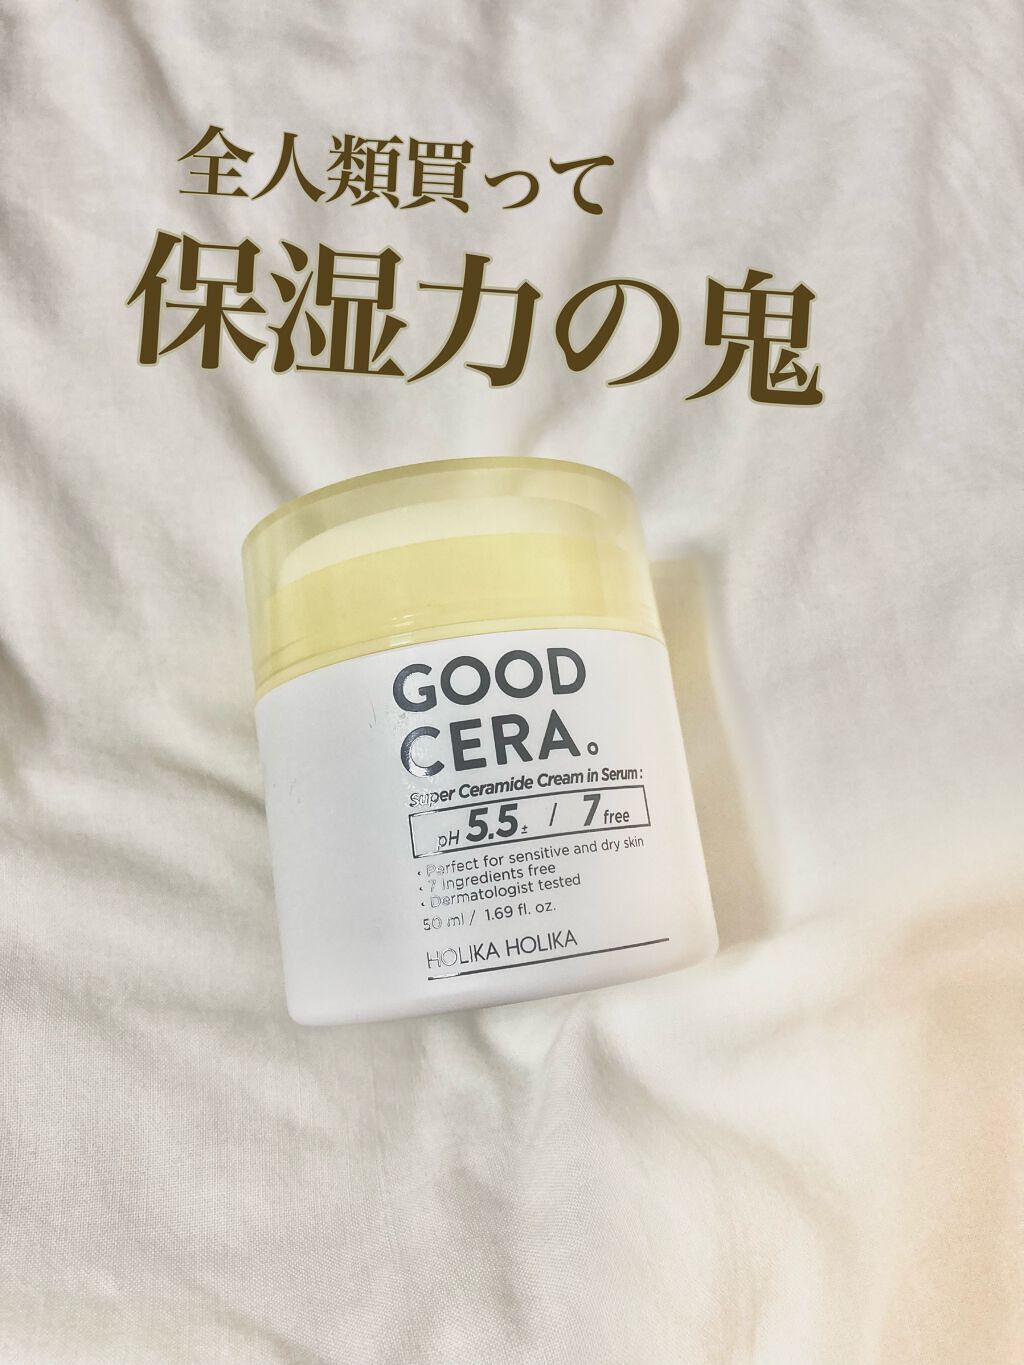 全人類買って
保湿力の鬼
GOOD
CERA.
Super Ceramide Cream in Serum:
pH 5.5± / 7 free
• Perfect for sensitive and dry skin
• 7 Ingredients free
• Dermatologist tested
50 ml / 1.69 fl. oz.
HOLIKA HOLIKA